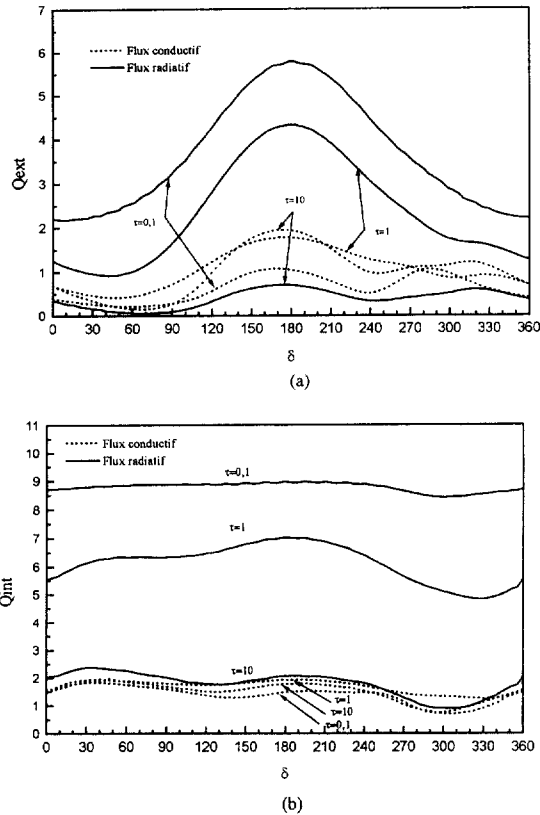 7
6
5
4
3
2
1
0
Qext
Flux conductif
Flux radiatif
τ=0,1
τ=10
τ=1
0 30 60 90 120 150 180 210 240 270 300 330 360
δ
(a)
11
10
9
8
7
6
5
4
3
2
1
0
Qint
Flux conductif
Flux radiatif
τ=0,1
τ=1
τ=10
τ=1
τ=10
τ=0,1
0 30 60 90 120 150 180 210 240 270 300 330 360
δ
(b)